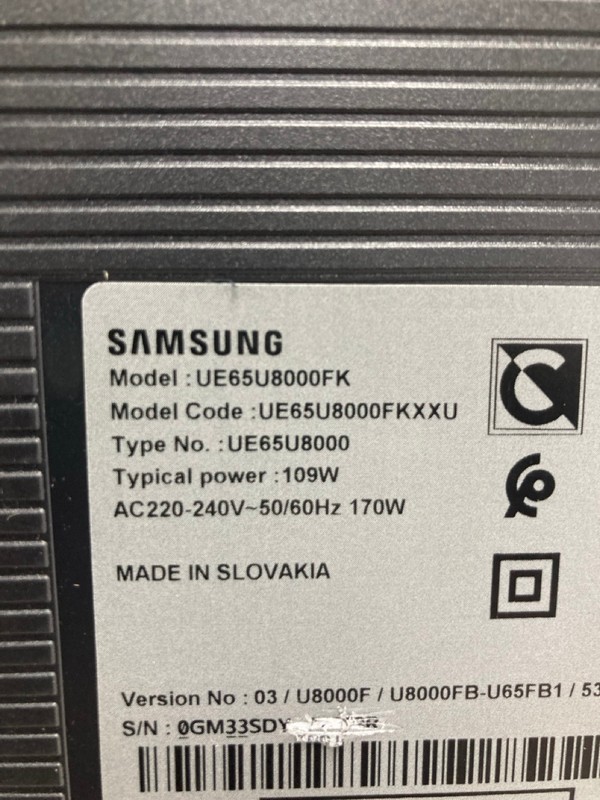 SAMSUNG
Model : UE65U8000FK
Model Code : UE65U8000FKXXU
Type No. : UE65U8000
Typical power : 109W
AC220-240V~50/60Hz 170W
MADE IN SLOVAKIA
Version No : 03 / U8000F / U8000FB-U65FB1 / 53
S/N : 0GM33SDY